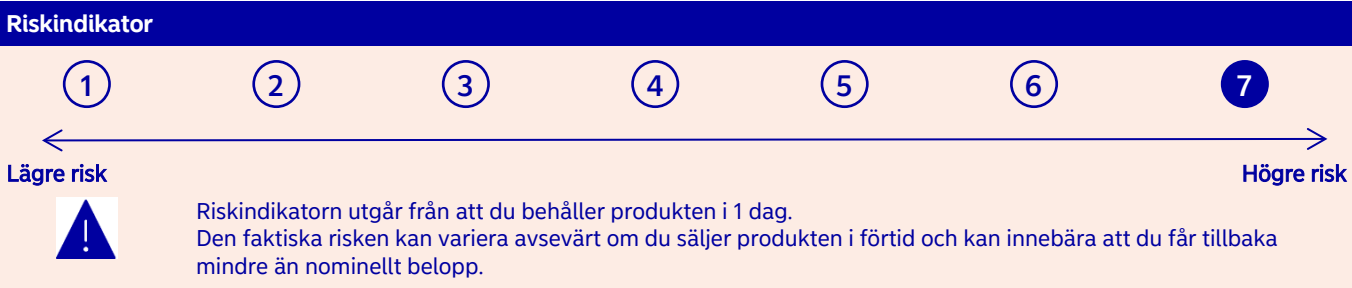 Riskindikator
1 2 3 4 5 6 7
Lägre risk Högre risk
Riskindikatorn utgår från att du behåller produkten i 1 dag.
Den faktiska risken kan variera avsevärt om du säljer produkten i förtid och kan innebära att du får tillbaka
mindre än nominellt belopp.